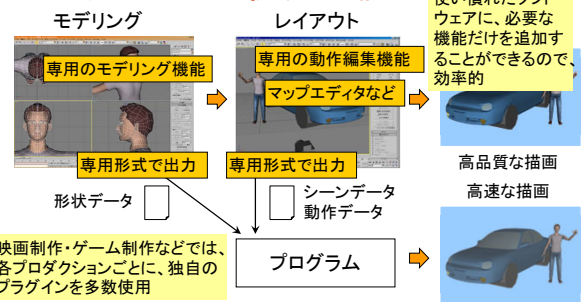 モデリング
レイアウト
使い慣れたソフト
ウェアに、必要な
機能だけを追加す
ることができるので、
効率的
専用のモデリング機能
専用の動作編集機能
マップエディタなど
専用形式で出力
専用形式で出力
高品質な描画
高速な描画
形状データ
シーンデータ
動作データ
プログラム
映画制作・ゲーム制作などでは、
各プロダクションごとに、独自の
プラグインを多数使用